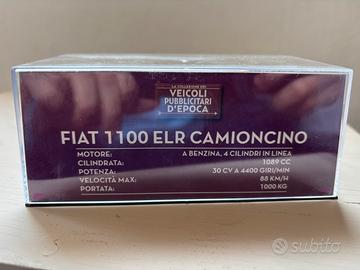 LA COLLEZIONE DEI
VEICOLI
PUBBLICITARI
D'EPOCA
FIAT 1100 ELR CAMIONCINO
MOTORE: A BENZINA, 4 CILINDRI IN LINEA
CILINDRATA: 1089 CC
POTENZA: 30 CV A 4400 GIRI/MIN
VELOCITÀ MAX: 88 KM/H
PORTATA: 1000 KG
subito